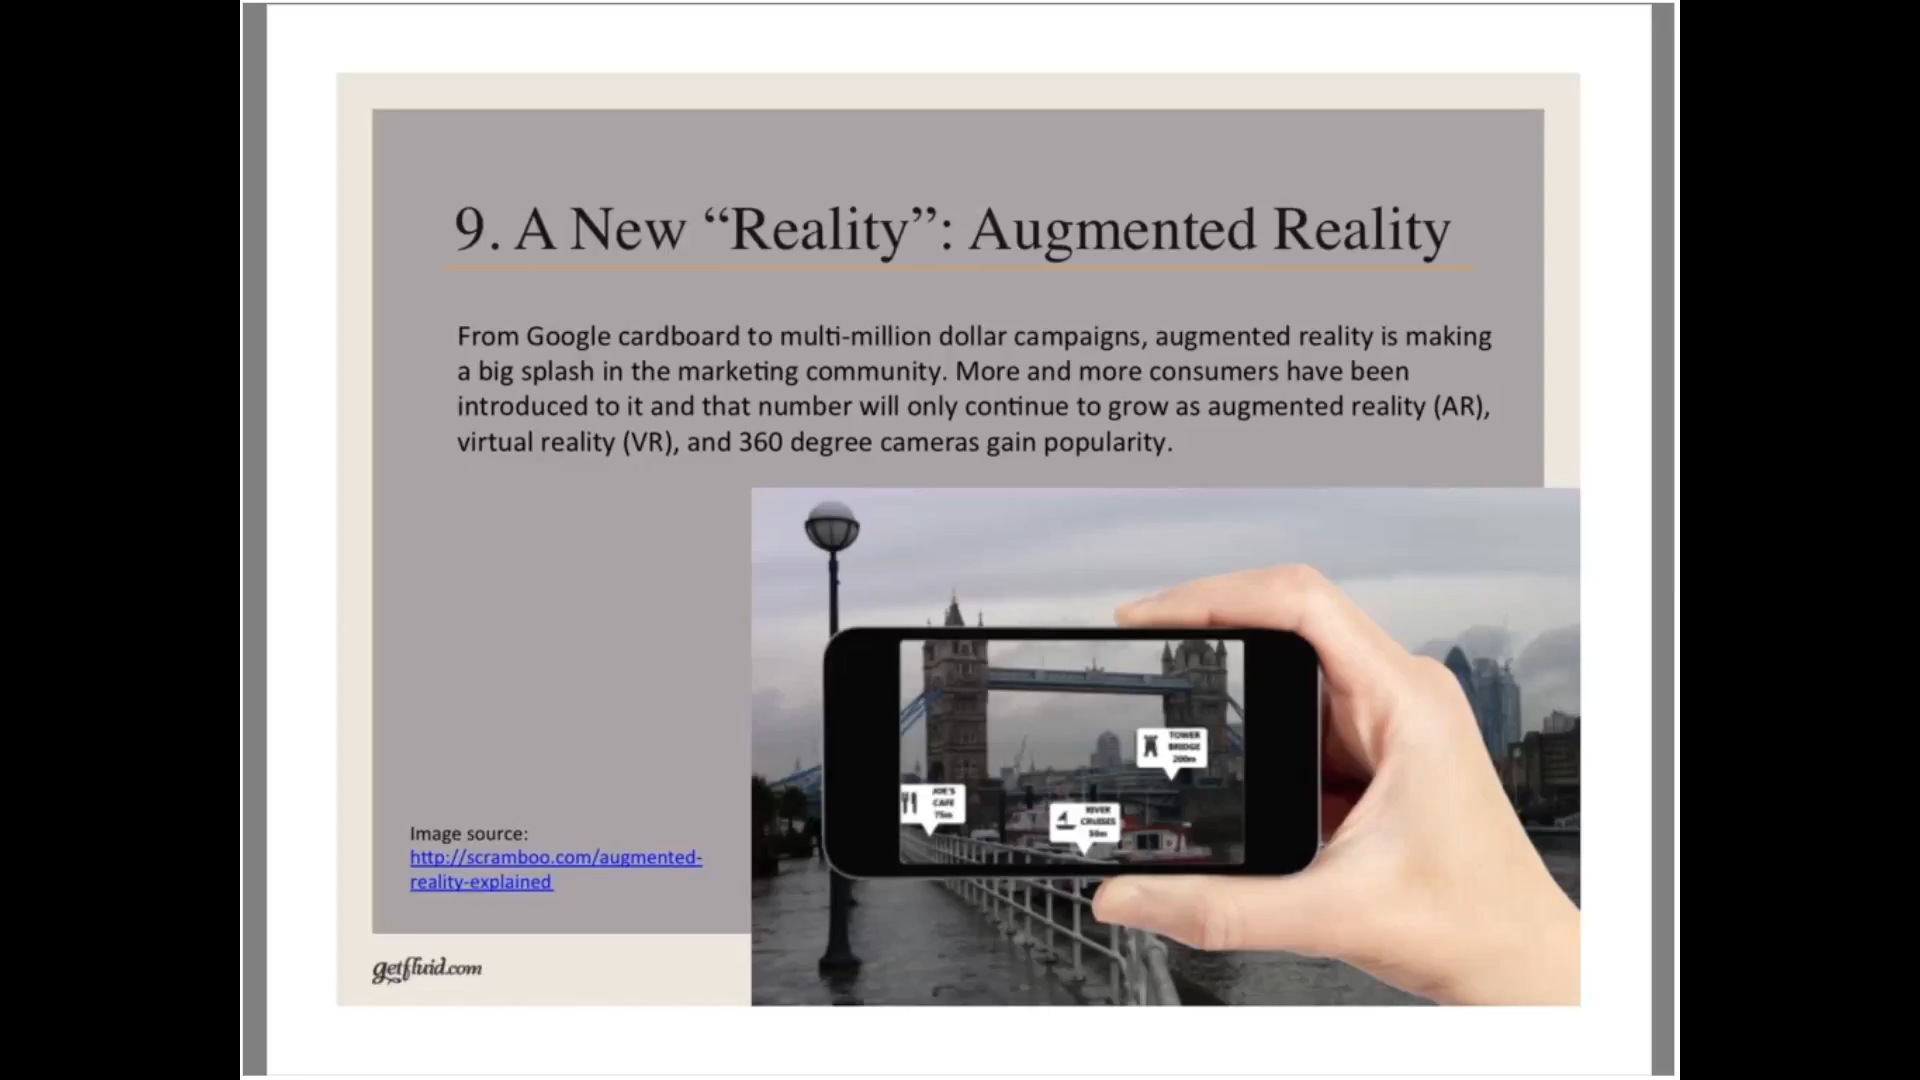 9. A New “Reality”: Augmented Reality
From Google cardboard to multi-million dollar campaigns, augmented reality is making
a big splash in the marketing community. More and more consumers have been
introduced to it and that number will only continue to grow as augmented reality (AR),
virtual reality (VR), and 360 degree cameras gain popularity.
TOWER
BRIDGE
200m
JOE'S
CAFE
75m
RIVER
CRUISES
50m
Image source:
http://scramboo.com/augmented-
reality-explained
getfluid.com